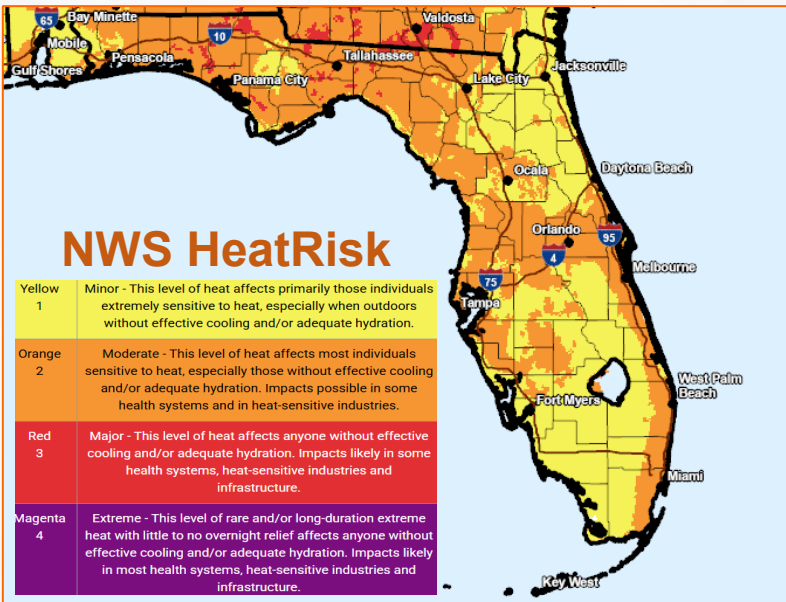 65
Bay Minette
Valdosta
10
Mobile
Pensacola
Tallahassee
Jacksonville
Gulf Shores
Panama City
Lake City
Ocala
Daytona Beach
Orlando
95
NWS HeatRisk
4
Melbourne
75
Tampa
Yellow
1
Minor - This level of heat affects primarily those individuals
extremely sensitive to heat, especially when outdoors
without effective cooling and/or adequate hydration.
Orange
2
Moderate - This level of heat affects most individuals
sensitive to heat, especially those without effective cooling
and/or adequate hydration. Impacts possible in some
health systems and in heat-sensitive industries.
West Palm
Beach
Fort Myers
Red
3
Major - This level of heat affects anyone without effective
cooling and/or adequate hydration. Impacts likely in some
health systems, heat-sensitive industries and
infrastructure.
Miami
Magenta
4
Extreme - This level of rare and/or long-duration extreme
heat with little to no overnight relief affects anyone without
effective cooling and/or adequate hydration. Impacts likely
in most health systems, heat-sensitive industries and
infrastructure.
Key West